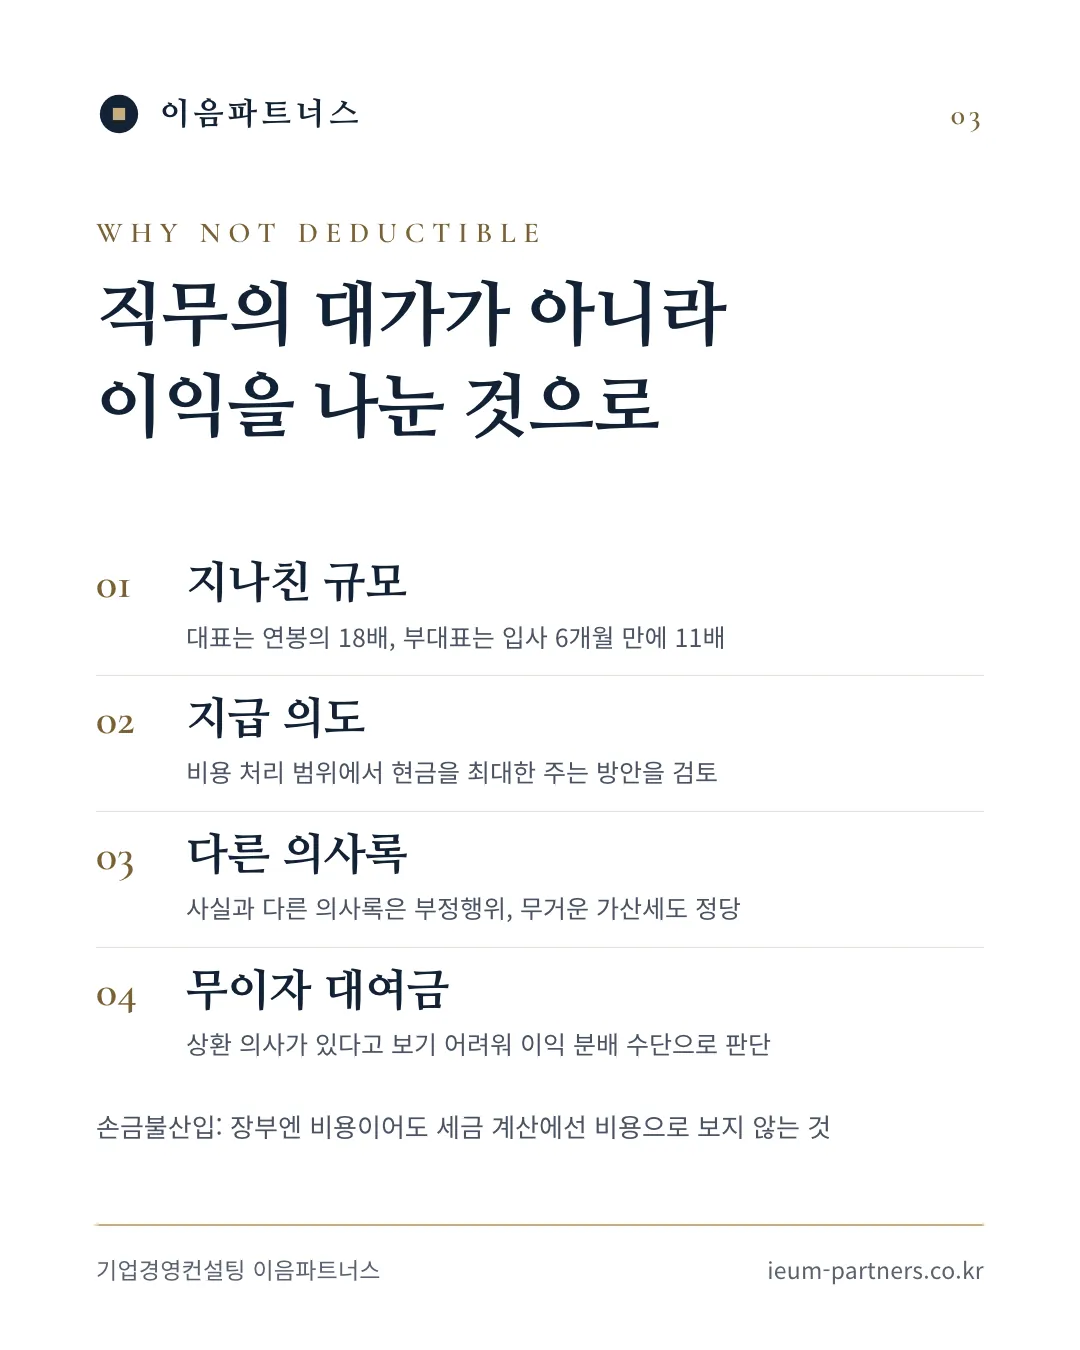 이음파트너스
03
WHY NOT DEDUCTIBLE
직무의 대가가 아니라
이익을 나눈 것으로
01 지나친 규모
대표는 연봉의 18배, 부대표는 입사 6개월 만에 11배
02 지급 의도
비용 처리 범위에서 현금을 최대한 주는 방안을 검토
03 다른 의사록
사실과 다른 의사록은 부정행위, 무거운 가산세도 정당
04 무이자 대여금
상환 의사가 있다고 보기 어려워 이익 분배 수단으로 판단
손금불산입: 장부엔 비용이어도 세금 계산에선 비용으로 보지 않는 것
기업경영컨설팅 이음파트너스
ieum-partners.co.kr